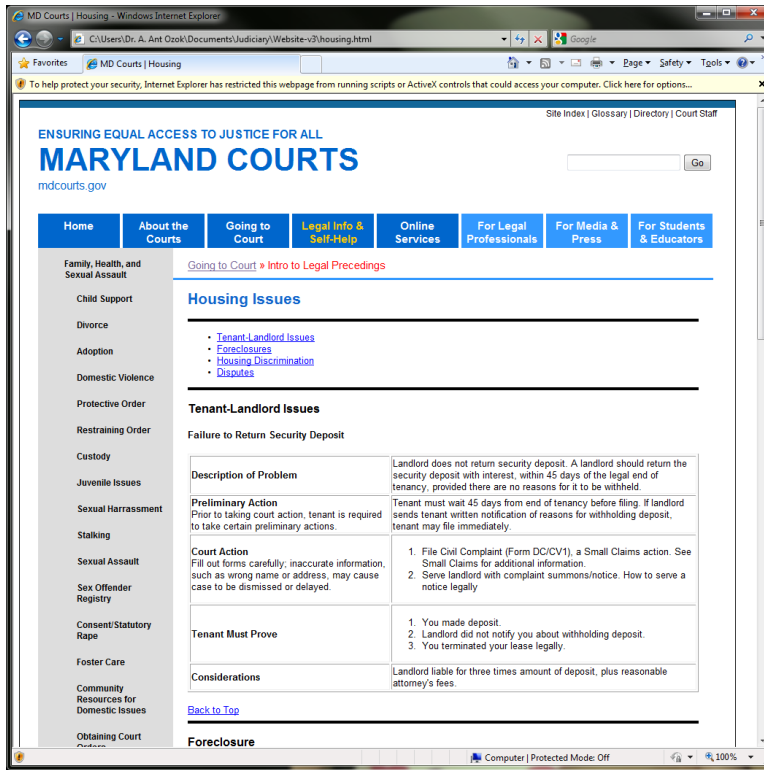 MD Courts | Housing - Windows Internet Explorer
C:\Users\Dr. A. Ant Ozok\Documents\Judiciary\Website-v3\housing.html
Google
Favorites
MD Courts | Housing
Page
Safety
Tools
To help protect your security, Internet Explorer has restricted this webpage from running scripts or ActiveX controls that could access your computer. Click here for options...
Site Index | Glossary | Directory | Court Staff
ENSURING EQUAL ACCESS TO JUSTICE FOR ALL
MARYLAND COURTS
mdcourts.gov
Go
Home
About the
Courts
Going to
Court
Legal Info &
Self-Help
Online
Services
For Legal
Professionals
For Media &
Press
For Students
& Educators
Family, Health, and
Sexual Assault
Child Support
Divorce
Adoption
Domestic Violence
Protective Order
Restraining Order
Custody
Juvenile Issues
Sexual Harrassment
Stalking
Sexual Assault
Sex Offender
Registry
Consent/Statutory
Rape
Foster Care
Community
Resources for
Domestic Issues
Obtaining Court
Orders
Going to Court » Intro to Legal Precedings
Housing Issues
• Tenant-Landlord Issues
• Foreclosures
• Housing Discrimination
• Disputes
Tenant-Landlord Issues
Failure to Return Security Deposit
Description of Problem
Landlord does not return security deposit. A landlord should return the
security deposit with interest, within 45 days of the legal end of
tenancy, provided there are no reasons for it to be withheld.
Preliminary Action
Prior to taking court action, tenant is required
to take certain preliminary actions.
Tenant must wait 45 days from end of tenancy before filing. If landlord
sends tenant written notification of reasons for withholding deposit,
tenant may file immediately.
Court Action
Fill out forms carefully; inaccurate information,
such as wrong name or address, may cause
case to be dismissed or delayed.
1. File Civil Complaint (Form DC/CV1), a Small Claims action. See
Small Claims for additional information.
2. Serve landlord with complaint summons/notice. How to serve a
notice legally
Tenant Must Prove
1. You made deposit.
2. Landlord did not notify you about withholding deposit.
3. You terminated your lease legally.
Considerations
Landlord liable for three times amount of deposit, plus reasonable
attorney's fees.
Back to Top
Foreclosure
Computer | Protected Mode: Off
100%